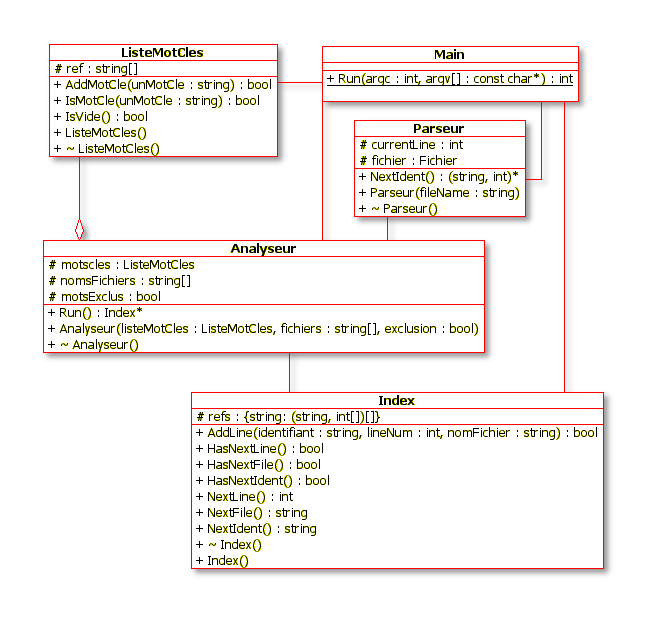 ListeMotCles
# ref : string[]
+ AddMotCle(unMotCle : string) : bool
+ IsMotCle(unMotCle : string) : bool
+ IsVide() : bool
+ ListeMotCles()
+ ~ ListeMotCles()
Main
+ Run(argc : int, argv[] : const char*) : int
Parseur
# currentLine : int
# fichier : Fichier
+ NextIdent() : (string, int)*
+ Parseur(fileName : string)
+ ~ Parseur()
Analyseur
# motscles : ListeMotCles
# nomsFichiers : string[]
# motsExclus : bool
+ Run() : Index*
+ Analyseur(listeMotCles : ListeMotCles, fichiers : string[], exclusion : bool)
+ ~ Analyseur()
Index
# refs : {string: (string, int[])[]}
+ AddLine(identifiant : string, lineNum : int, nomFichier : string) : bool
+ HasNextLine() : bool
+ HasNextFile() : bool
+ HasNextIdent() : bool
+ NextLine() : int
+ NextFile() : string
+ NextIdent() : string
+ ~ Index()
+ Index()